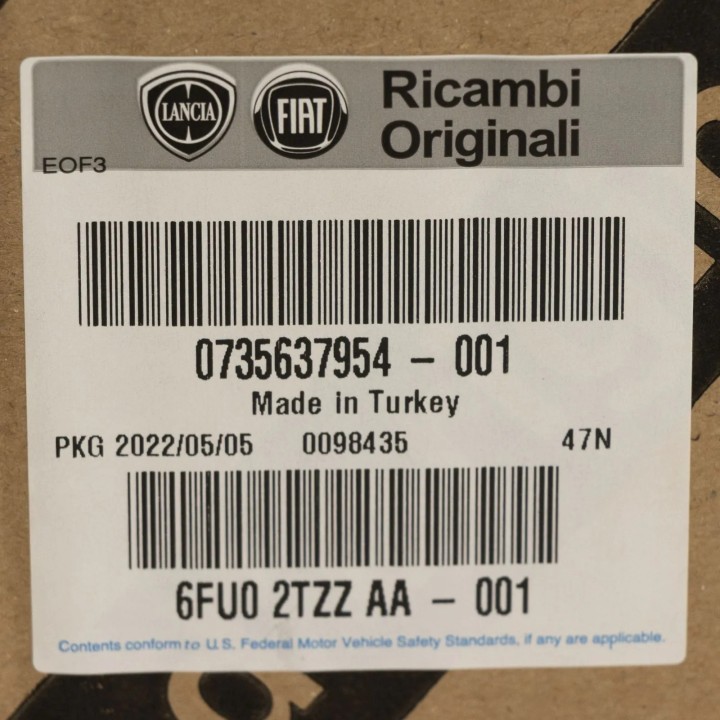 LANCIA FIAT Ricambi
Originali
EOF3
0735637954 - 001
Made in Turkey
PKG 2022/05/05 0098435 47N
6FU0 2TZZ AA - 001
Contents conform to U.S. Federal Motor Vehicle Safety Standards, if any are applicable.